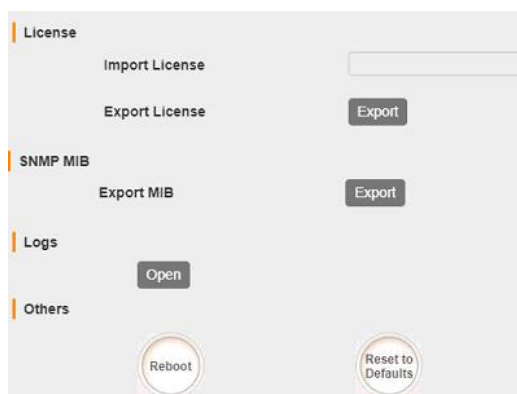 License
Import License
Export License Export
SNMP MIB
Export MIB Export
Logs
Open
Others
Reboot Reset to
Defaults